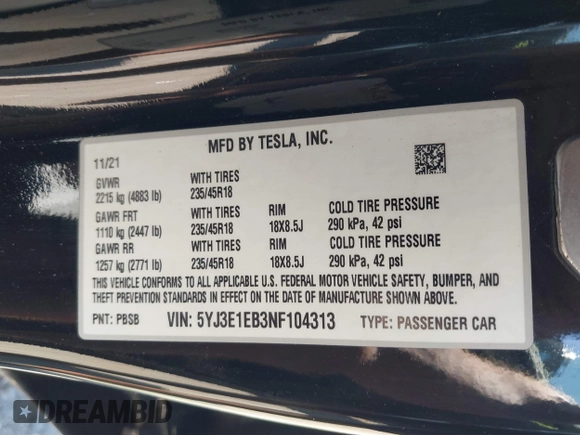 MFD BY TESLA, INC.
11/21
GVWR WITH TIRES
2215 kg (4883 lb) 235/45R18
GAWR FRT WITH TIRES RIM COLD TIRE PRESSURE
1110 kg (2447 lb) 235/45R18 18X8.5J 290 kPa, 42 psi
GAWR RR WITH TIRES RIM COLD TIRE PRESSURE
1257 kg (2771 lb) 235/45R18 18X8.5J 290 kPa, 42 psi
THIS VEHICLE CONFORMS TO ALL APPLICABLE U.S. FEDERAL MOTOR VEHICLE SAFETY, BUMPER, AND
THEFT PREVENTION STANDARDS IN EFFECT ON THE DATE OF MANUFACTURE SHOWN ABOVE.
PNT: PBSB VIN: 5YJ3E1EB3NF104313 TYPE: PASSENGER CAR
DREAMBID